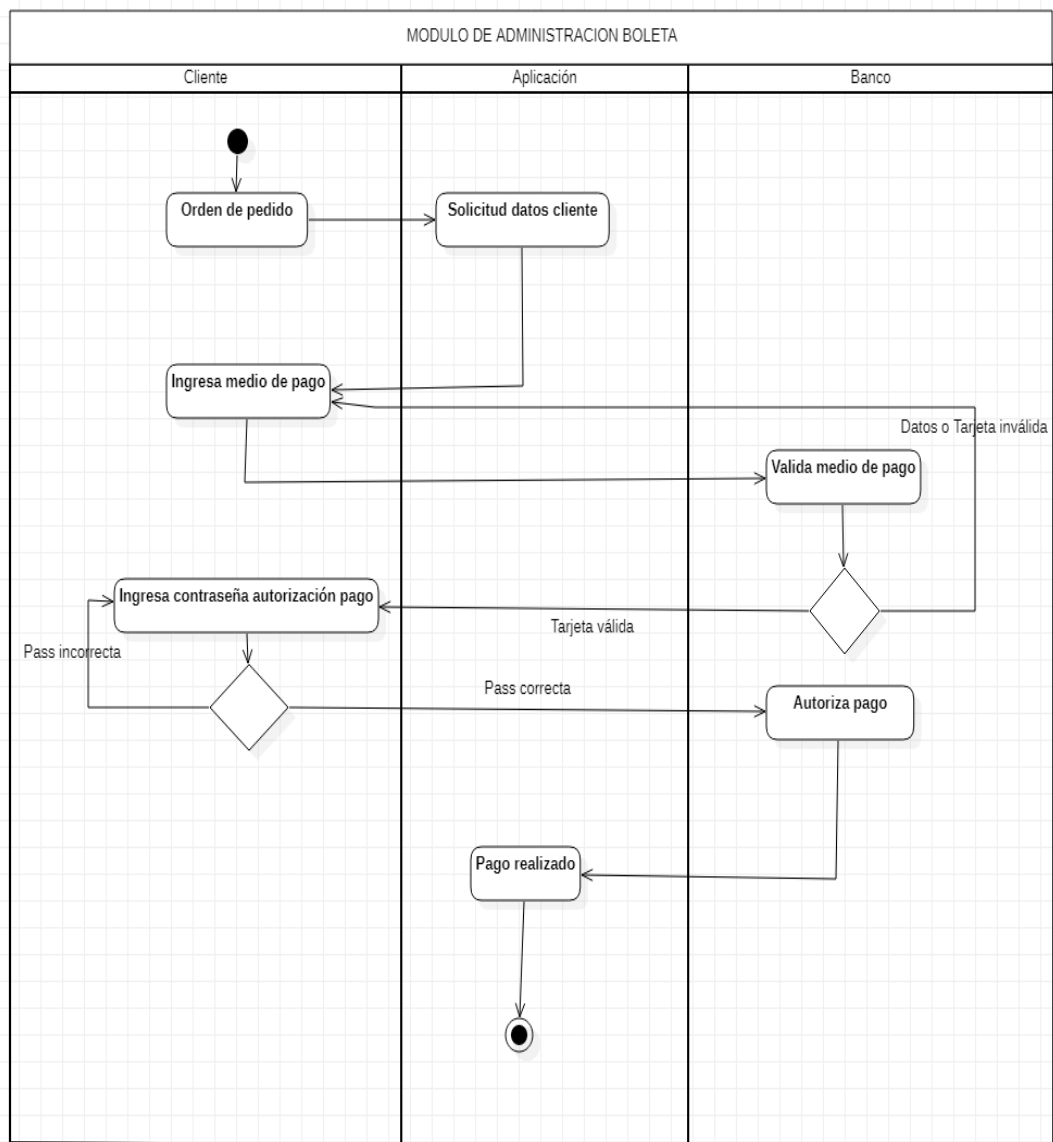 MODULO DE ADMINISTRACION BOLETA
Cliente
Aplicación
Banco
Orden de pedido
Solicitud datos cliente
Ingresa medio de pago
Datos o Tarjeta inválida
Valida medio de pago
Ingresa contraseña autorización pago
Tarjeta válida
Pass incorrecta
Pass correcta
Autoriza pago
Pago realizado